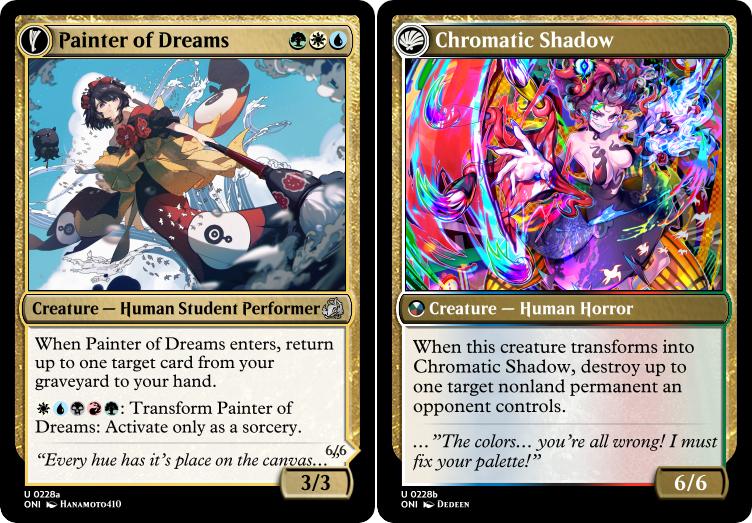 Painter of Dreams
Creature — Human Student Performer
When Painter of Dreams enters, return
up to one target card from your
graveyard to your hand.
: Transform Painter of
Dreams: Activate only as a sorcery.
“Every hue has it’s place on the canvas...
6/6
3/3
U 0228a
ONI Hanamoto410
Chromatic Shadow
Creature — Human Horror
When this creature transforms into
Chromatic Shadow, destroy up to
one target nonland permanent an
opponent controls.
...”The colors... you’re all wrong! I must
fix your palette!”
6/6
U 0228b
ONI Dedeen